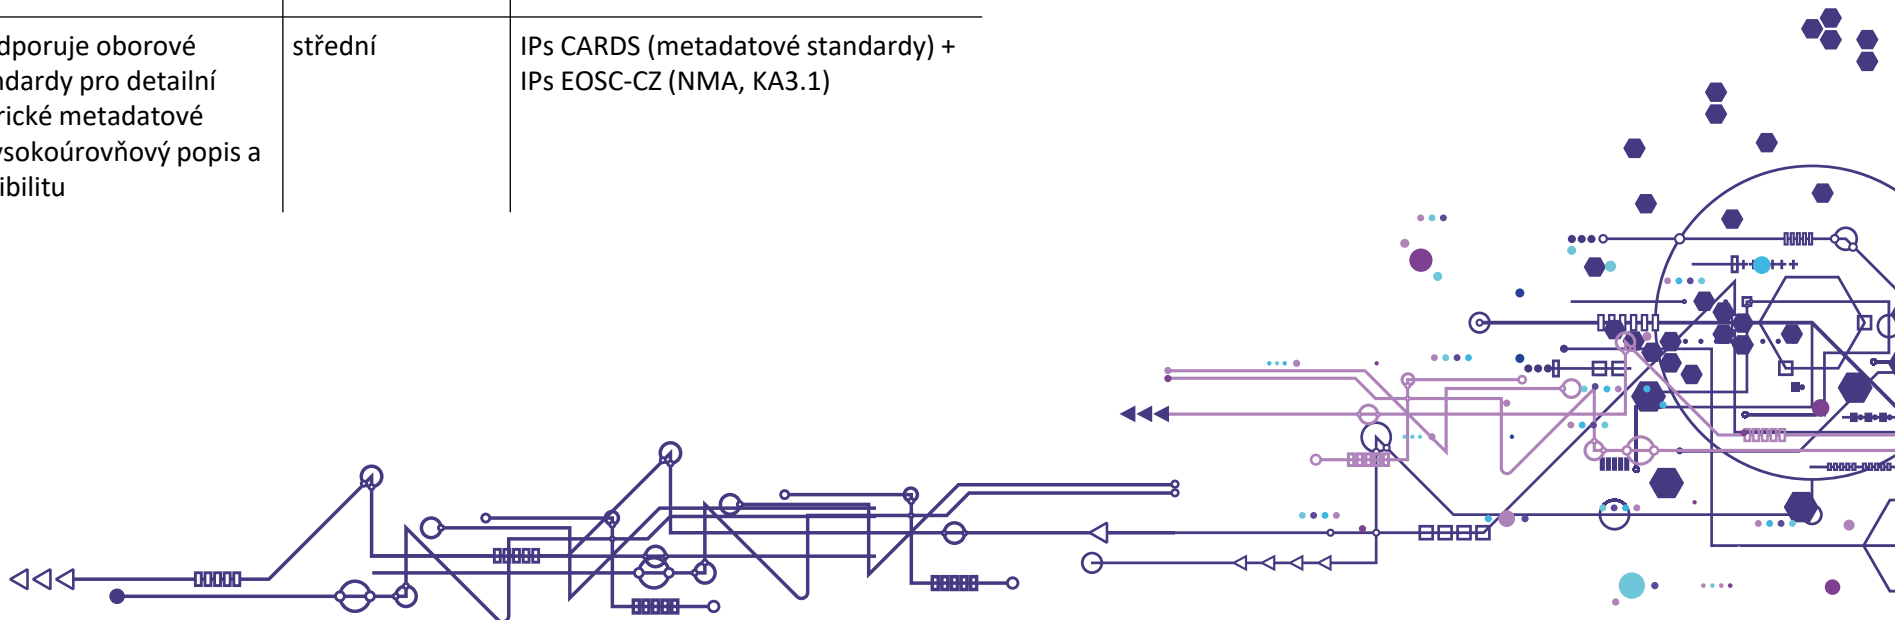 dporuje oborové
ndardy pro detailní
rické metadatové
ysokoúrovňový popis a
ibilitu
střední
IPs CARDS (metadatové standardy) +
IPs EOSC-CZ (NMA, KA3.1)